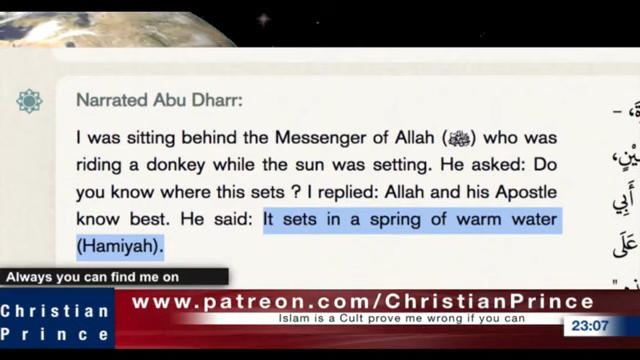 Narrated Abu Dharr:
I was sitting behind the Messenger of Allah (ﷺ) who was
riding a donkey while the sun was setting. He asked: Do
you know where this sets ? I replied: Allah and his Apostle
know best. He said: It sets in a spring of warm water
(Hamiyah).
أَبِي
عَلَى
Always you can find me on
Christian
Prince
www.patreon.com/ChristianPrince
Islam is a Cult prove me wrong if you can
23:07